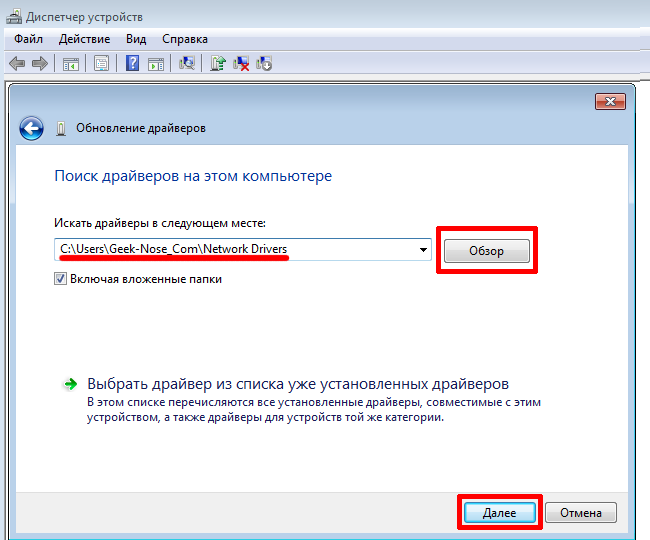 Диспетчер устройств
Файл Действие Вид Справка
Обновление драйверов
Поиск драйверов на этом компьютере
Искать драйверы в следующем месте:
C:\Users\Geek-Nose_Com\Network Drivers
Обзор
Включая вложенные папки
Выбрать драйвер из списка уже установленных драйверов
В этом списке перечисляются все установленные драйверы, совместимые с этим
устройством, а также драйверы для устройств той же категории.
Далее Отмена